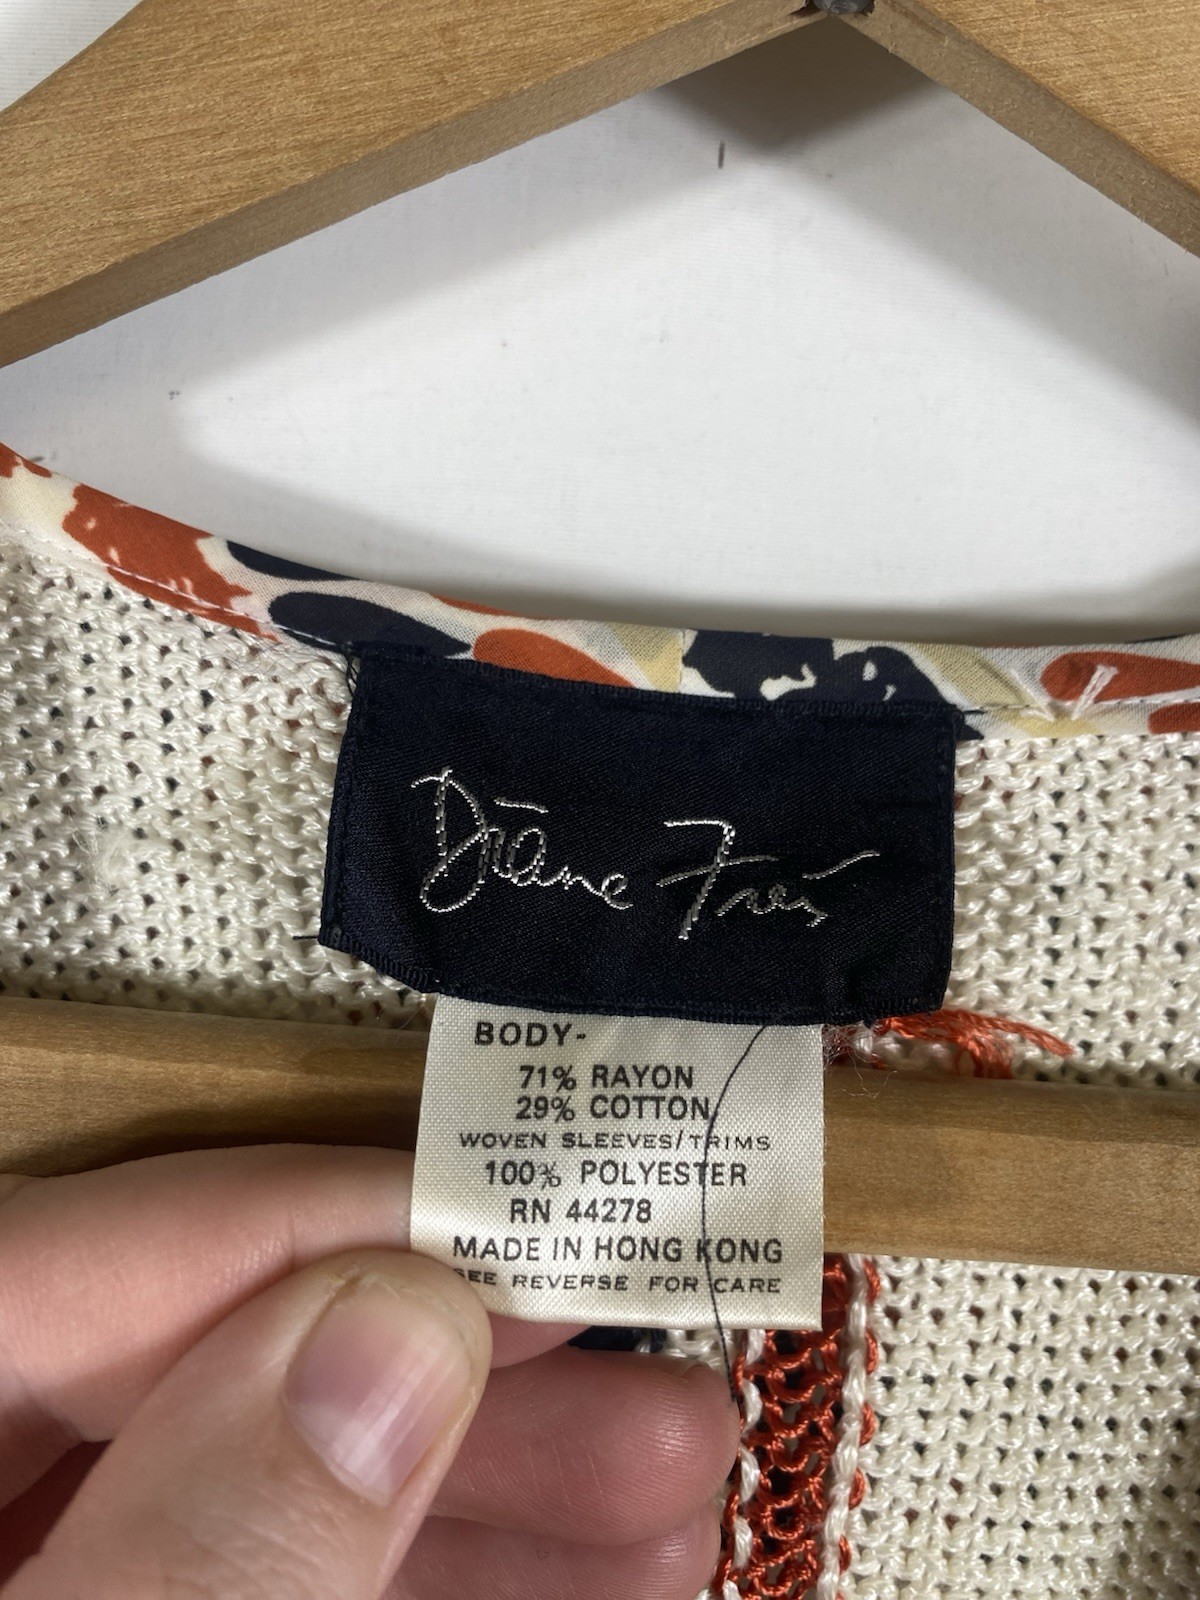 Diane Freis
BODY-
71% RAYON
29% COTTON
WOVEN SLEEVES/TRIMS
100% POLYESTER
RN 44278
MADE IN HONG KONG
SEE REVERSE FOR CARE